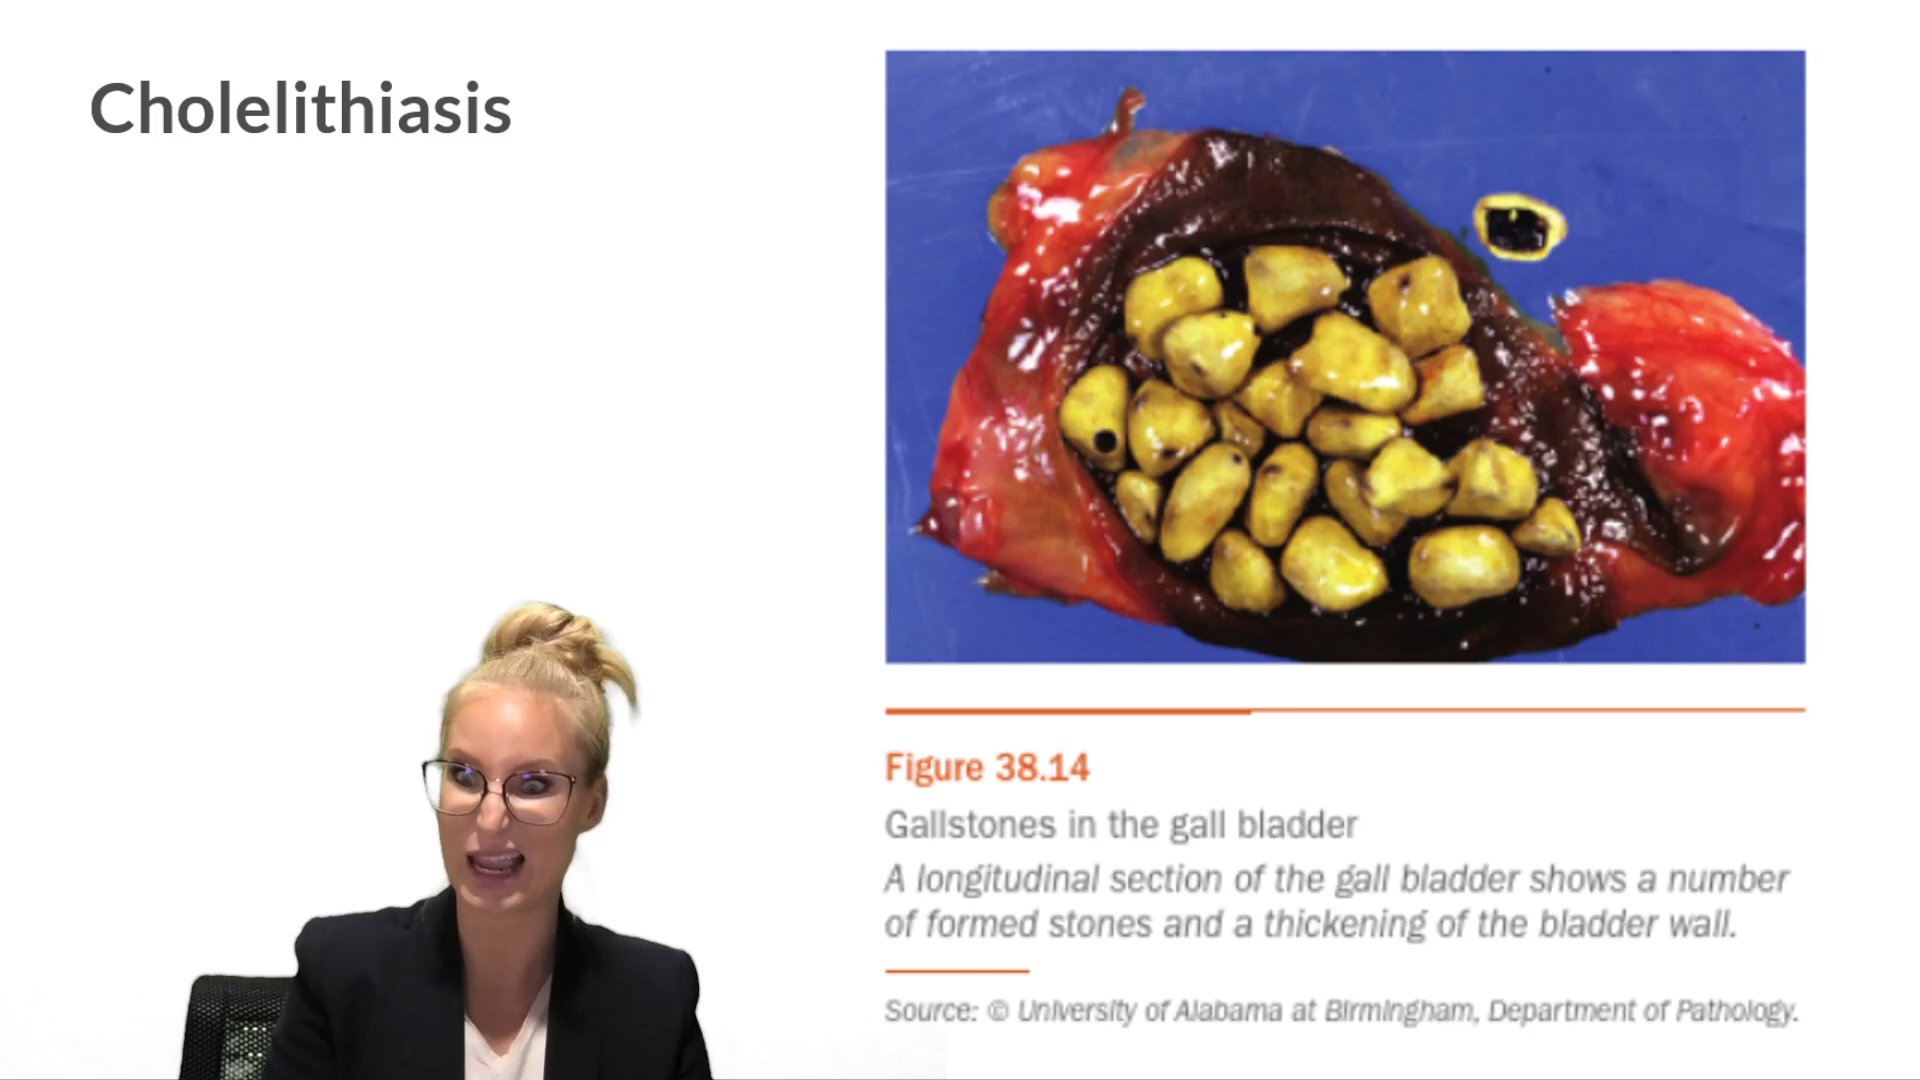 Cholelithiasis
Figure 38.14
Gallstones in the gall bladder
A longitudinal section of the gall bladder shows a number
of formed stones and a thickening of the bladder wall.
Source: © University of Alabama at Birmingham, Department of Pathology.